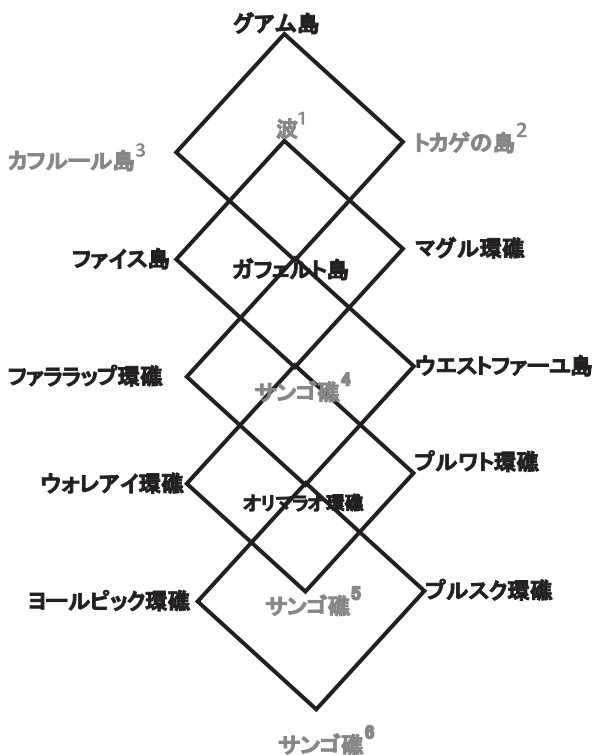 グアム島
波1
トカゲの島2
カフルール島3
マグル環礁
ファイス島
ガフェルト島
ウエストファーユ島
ファララップ環礁
サンゴ礁4
プルワト環礁
ウォレアイ環礁
オリマラオ環礁
プルスク環礁
ヨールピック環礁
サンゴ礁5
サンゴ礁6